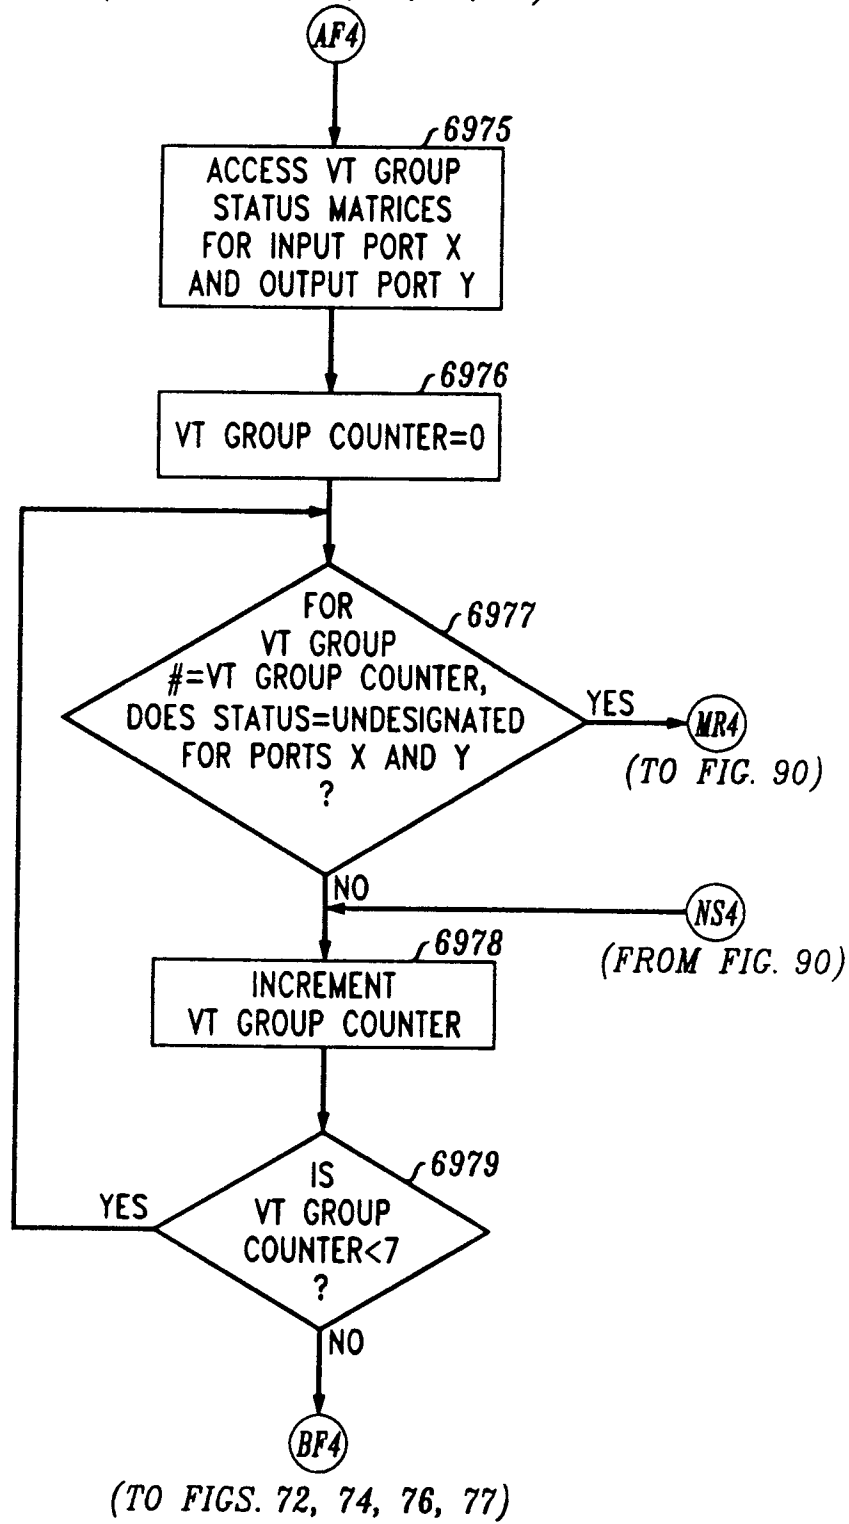 AF4
6975
ACCESS VT GROUP
STATUS MATRICES
FOR INPUT PORT X
AND OUTPUT PORT Y
6976
VT GROUP COUNTER=0
6977
FOR
VT GROUP
#=VT GROUP COUNTER,
DOES STATUS=UNDESIGNATED
FOR PORTS X AND Y
?
YES
MR4
(TO FIG. 90)
NO
NS4
(FROM FIG. 90)
6978
INCREMENT
VT GROUP COUNTER
6979
IS
VT GROUP
COUNTER<7
?
YES
NO
BF4
(TO FIGS. 72, 74, 76, 77)